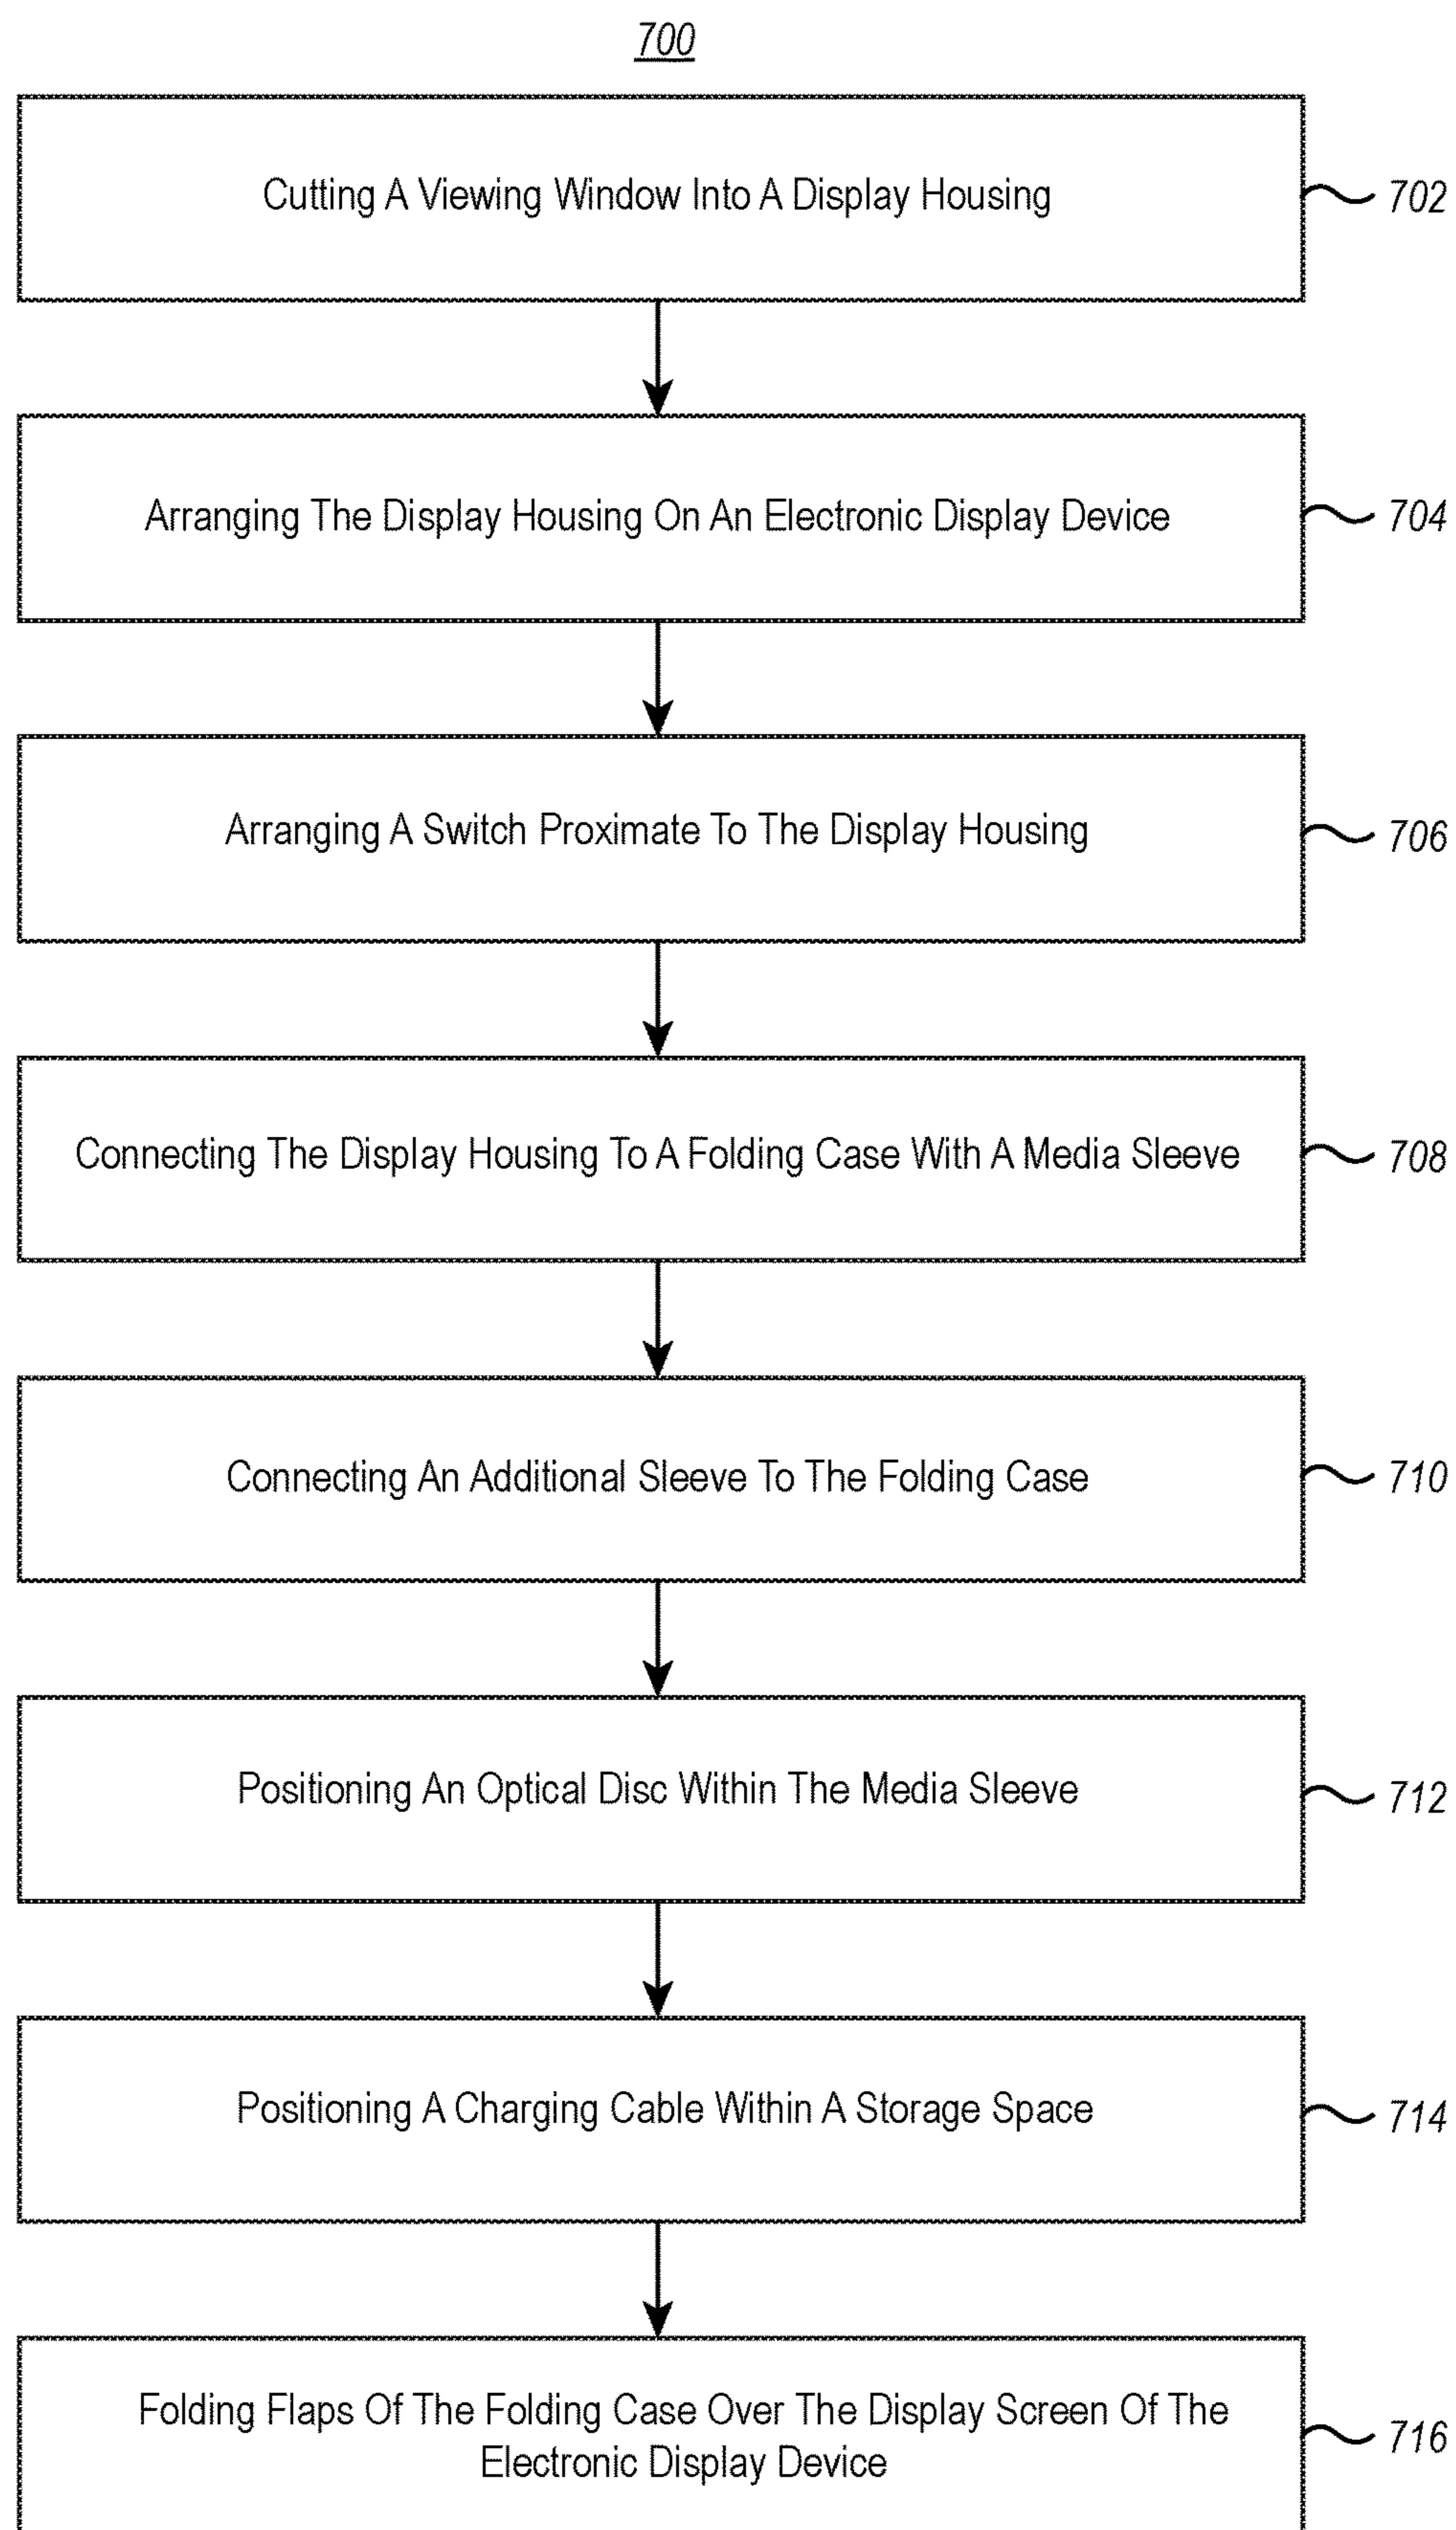 700
Cutting A Viewing Window Into A Display Housing
702
Arranging The Display Housing On An Electronic Display Device
704
Arranging A Switch Proximate To The Display Housing
706
Connecting The Display Housing To A Folding Case With A Media Sleeve
708
Connecting An Additional Sleeve To The Folding Case
710
Positioning An Optical Disc Within The Media Sleeve
712
Positioning A Charging Cable Within A Storage Space
714
Folding Flaps Of The Folding Case Over The Display Screen Of The
Electronic Display Device
716